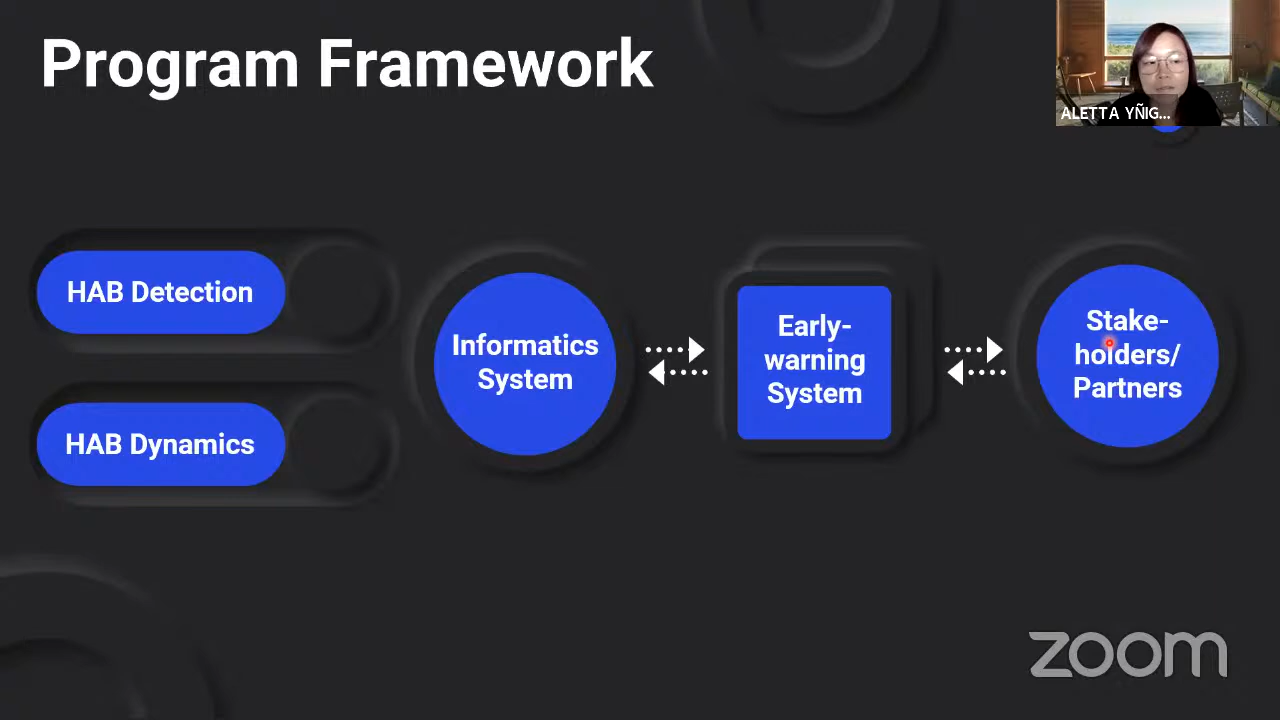 Program Framework
ALETTA YÑIG...
HAB Detection
HAB Dynamics
Informatics
System
Early-
warning
System
Stake-
holders/
Partners
zoom